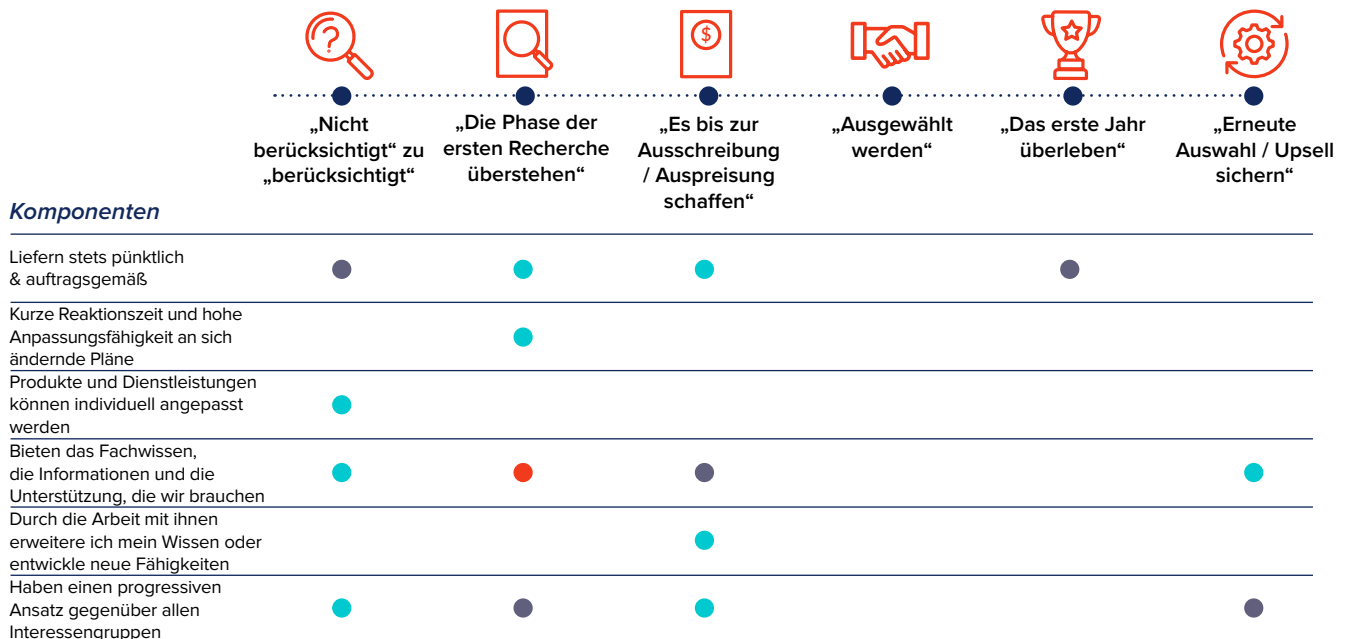 ?
$
„Nicht
berücksichtigt“ zu
„berücksichtigt“
„Die Phase der
ersten Recherche
überstehen“
„Es bis zur
Ausschreibung
/ Auspreisung
schaffen“
„Ausgewählt
werden“
„Das erste Jahr
überleben“
„Erneute
Auswahl / Upsell
sichern“
Komponenten
Liefern stets pünktlich
& auftragsgemäß
Kurze Reaktionszeit und hohe
Anpassungsfähigkeit an sich
ändernde Pläne
Produkte und Dienstleistungen
können individuell angepasst
werden
Bieten das Fachwissen,
die Informationen und die
Unterstützung, die wir brauchen
Durch die Arbeit mit ihnen
erweitere ich mein Wissen oder
entwickle neue Fähigkeiten
Haben einen progressiven
Ansatz gegenüber allen
Interessengruppen